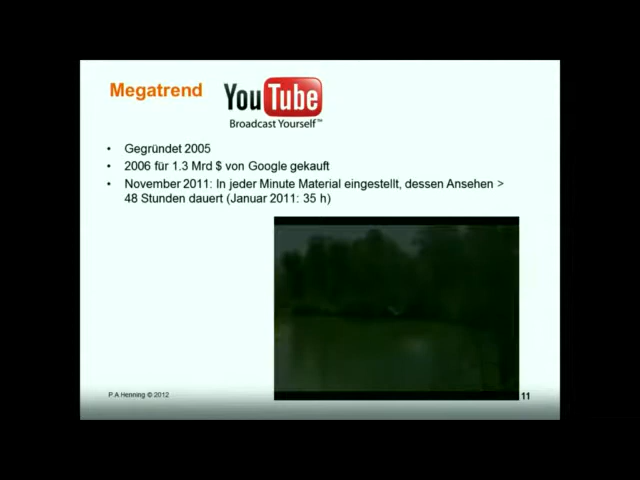 Megatrend
YouTube
Broadcast Yourself™
• Gegründet 2005
• 2006 für 1.3 Mrd $ von Google gekauft
• November 2011: In jeder Minute Material eingestellt, dessen Ansehen >
48 Stunden dauert (Januar 2011: 35 h)
P.A Henning © 2012
11